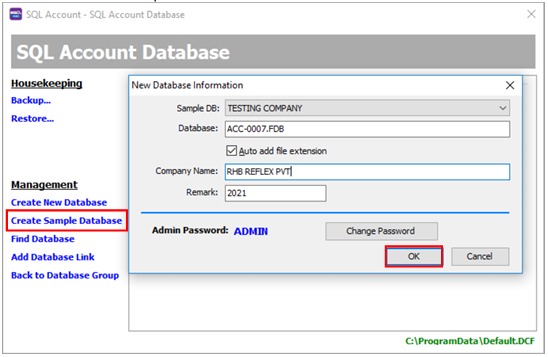 SQL Account - SQL Account Database
SQL Account Database
Housekeeping
Backup...
Restore...
Management
Create New Database
Create Sample Database
Find Database
Add Database Link
Back to Database Group
New Database Information
Sample DB: TESTING COMPANY
Database: ACC-0007.FDB
Auto add file extension
Company Name: RHB REFLEX PVT
Remark: 2021
Admin Password: ADMIN Change Password
OK Cancel
C:\ProgramData\Default.DCF